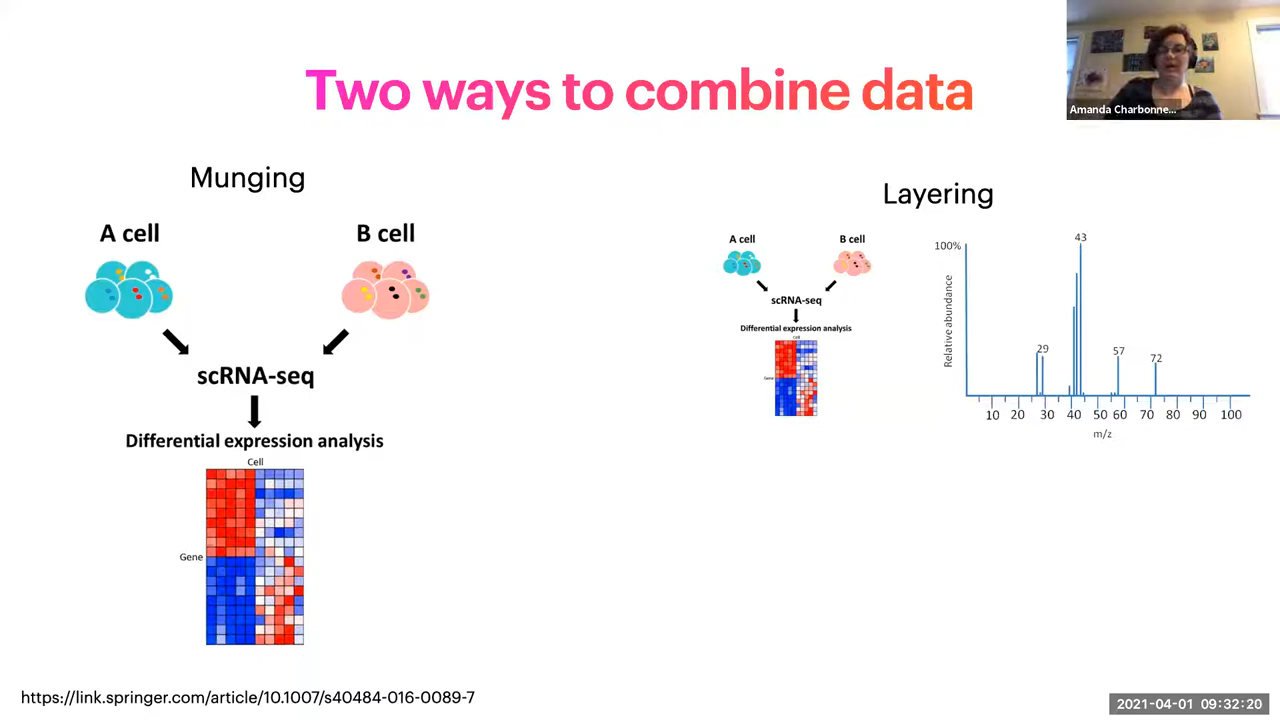 Two ways to combine data
Amanda Charbonne...
Munging
A cell
B cell
scRNA-seq
Differential expression analysis
Cell
Gene
Layering
A cell
B cell
scRNA-seq
Differential expression analysis
Cell
Gene
100%
Relative abundance
43
29
57
72
10 20 30 40 50 60 70 80 90 100
m/z
https://link.springer.com/article/10.1007/s40484-016-0089-7
2021-04-01 09:32:20